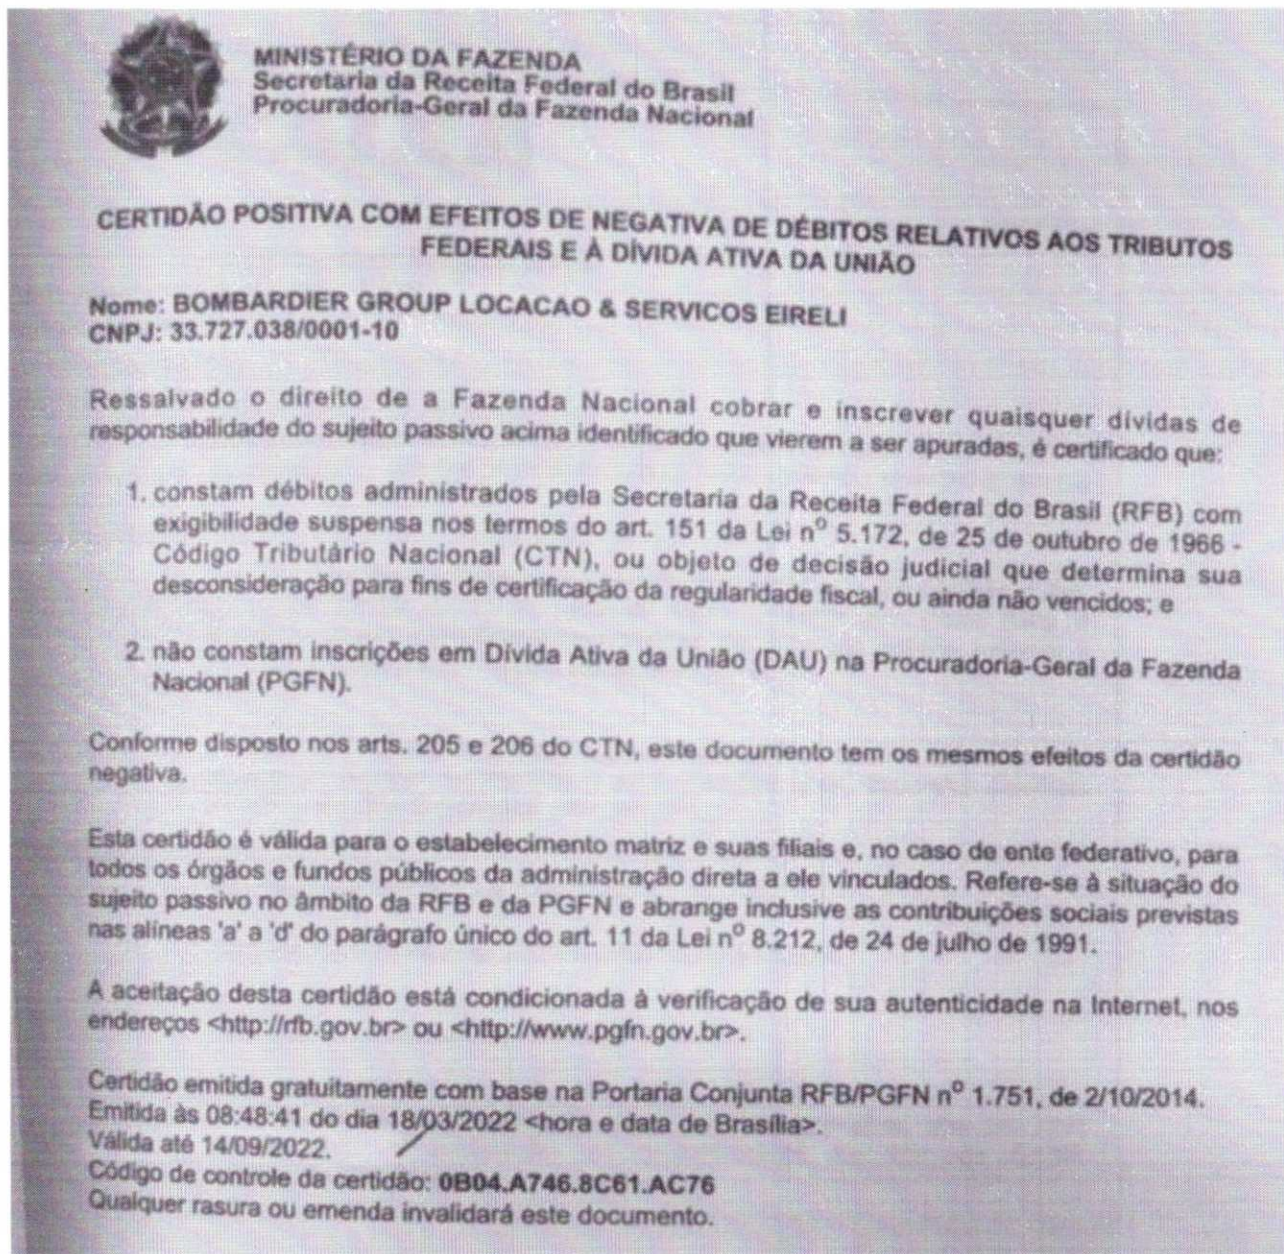 MINISTÉRIO DA FAZENDA
Secretaria da Receita Federal do Brasil
Procuradoria-Geral da Fazenda Nacional
CERTIDÃO POSITIVA COM EFEITOS DE NEGATIVA DE DÉBITOS RELATIVOS AOS TRIBUTOS
FEDERAIS E À DÍVIDA ATIVA DA UNIÃO
Nome: BOMBARDIER GROUP LOCACAO & SERVICOS EIRELI
CNPJ: 33.727.038/0001-10
Ressalvado o direito de a Fazenda Nacional cobrar e inscrever quaisquer dívidas de
responsabilidade do sujeito passivo acima identificado que vierem a ser apuradas, é certificado que:
1. constam débitos administrados pela Secretaria da Receita Federal do Brasil (RFB) com
exigibilidade suspensa nos termos do art. 151 da Lei nº 5.172, de 25 de outubro de 1966 -
Código Tributário Nacional (CTN), ou objeto de decisão judicial que determina sua
desconsideração para fins de certificação da regularidade fiscal, ou ainda não vencidos; e
2. não constam inscrições em Dívida Ativa da União (DAU) na Procuradoria-Geral da Fazenda
Nacional (PGFN).
Conforme disposto nos arts. 205 e 206 do CTN, este documento tem os mesmos efeitos da certidão
negativa.
Esta certidão é válida para o estabelecimento matriz e suas filiais e, no caso de ente federativo, para
todos os órgãos e fundos públicos da administração direta a ele vinculados. Refere-se à situação do
sujeito passivo no âmbito da RFB e da PGFN e abrange inclusive as contribuições sociais previstas
nas alíneas 'a' a 'd' do parágrafo único do art. 11 da Lei nº 8.212, de 24 de julho de 1991.
A aceitação desta certidão está condicionada à verificação de sua autenticidade na Internet, nos
endereços <http://rfb.gov.br> ou <http://www.pgfn.gov.br>.
Certidão emitida gratuitamente com base na Portaria Conjunta RFB/PGFN nº 1.751, de 2/10/2014.
Emitida às 08:48:41 do dia 18/03/2022 <hora e data de Brasília>.
Válida até 14/09/2022.
Código de controle da certidão: 0B04.A746.8C61.AC76
Qualquer rasura ou emenda invalidará este documento.